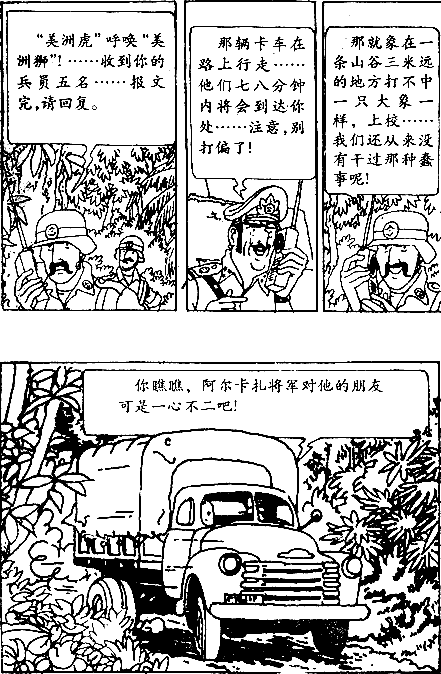 “美洲虎”呼唤“美
洲狮”！……收到你的
兵员五名……报文
完，请回复。
那辆卡车在
路上行走……
他们七八分钟
内将会到达你
处……注意，别
打偏了！
那就象在一
条山谷三米远
的地方打不中
一只大象一
样，上校……
我们还从来没
有干过那种蠢
事呢！
你瞧瞧，阿尔卡扎将军对他的朋友
可是一心不二吧！